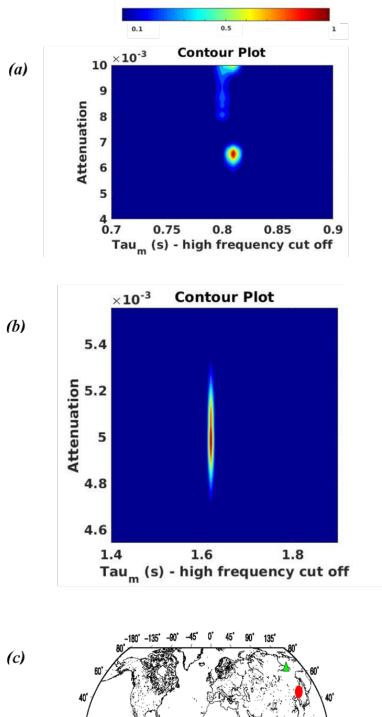 0.1 0.5 1
(a)
Contour Plot
×10⁻³
10
9
8
7
6
5
4
Attenuation
0.7 0.75 0.8 0.85 0.9
Tau_m (s) - high frequency cut off
(b)
×10⁻³ Contour Plot
5.4
5.2
5
4.8
4.6
Attenuation
1.4 1.6 1.8
Tau_m (s) - high frequency cut off
(c)
-180° -135° -90° -45° 0° 45° 90° 135°
80° 80°
60° 60°
40° 40°